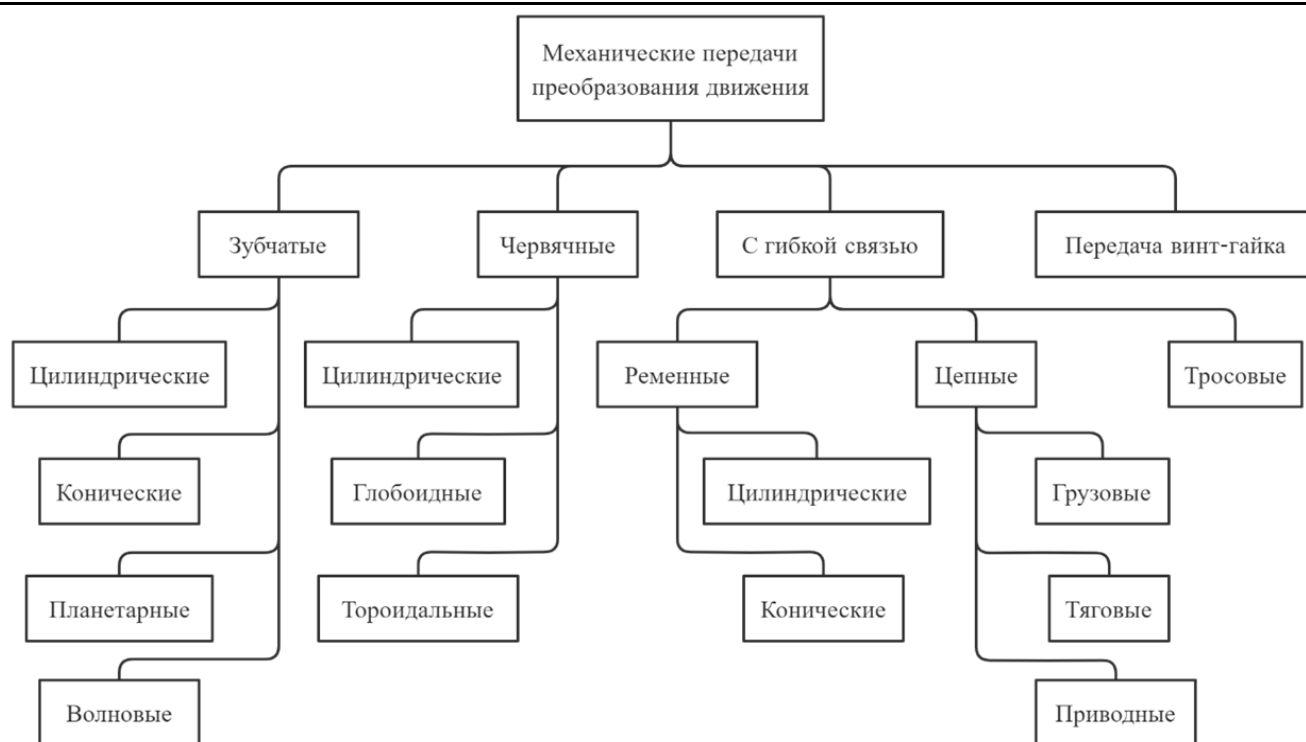 Механические передачи
преобразования движения
Зубчатые
Червячные
С гибкой связью
Передача винт-гайка
Цилиндрические
Цилиндрические
Ременные
Цепные
Тросовые
Конические
Глобоидные
Цилиндрические
Грузовые
Планетарные
Тороидальные
Конические
Тяговые
Волновые
Приводные